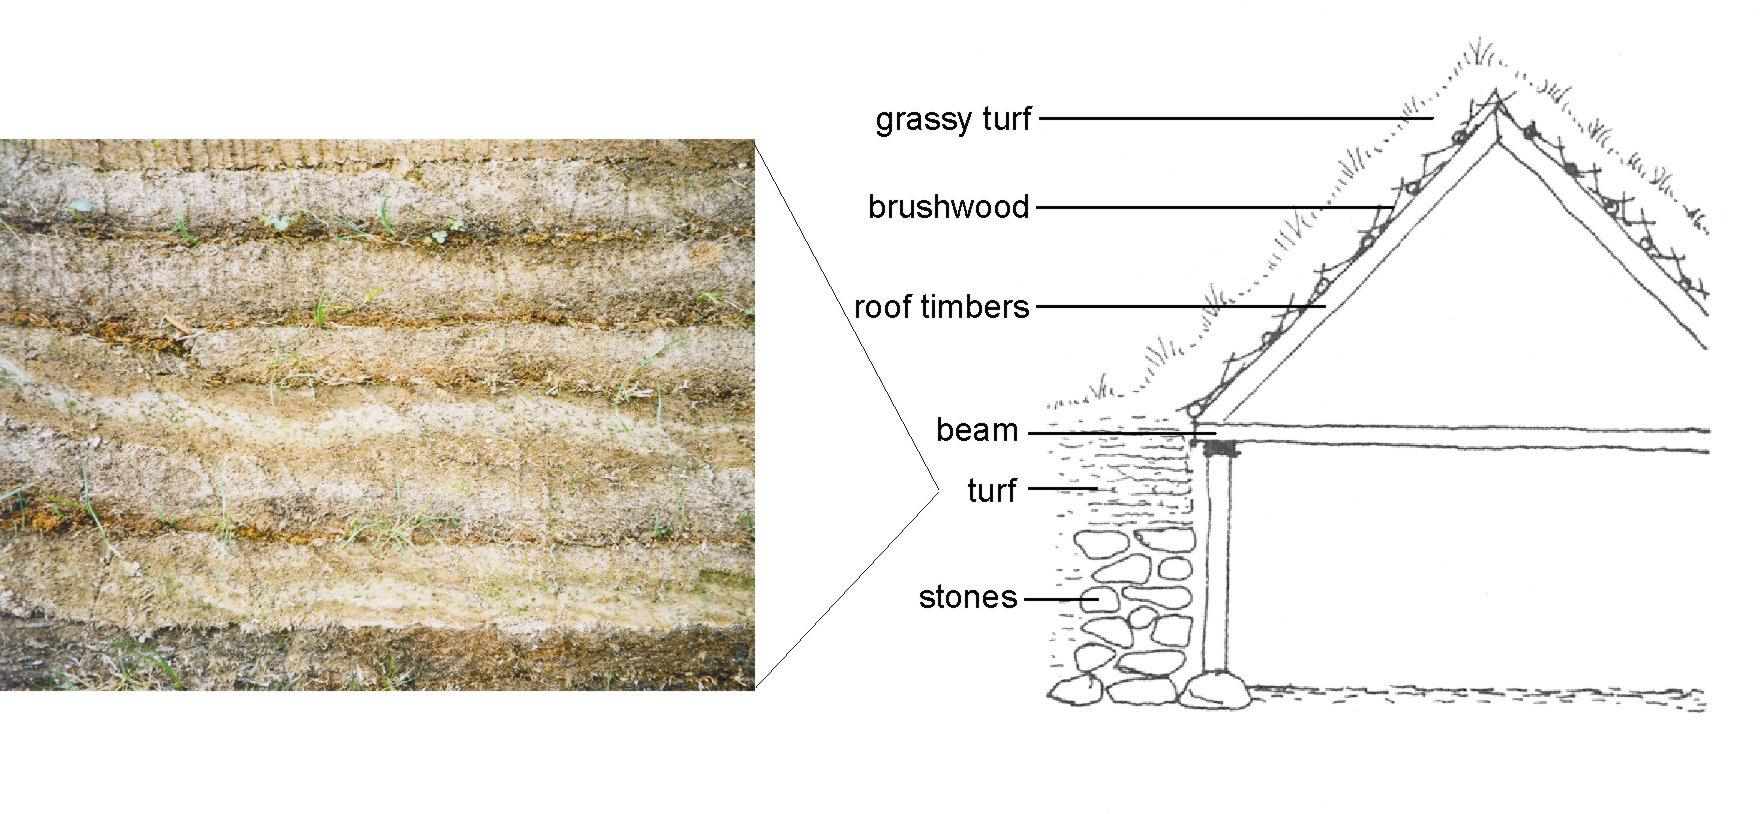 grassy turf
brushwood
roof timbers
beam
turf
stones